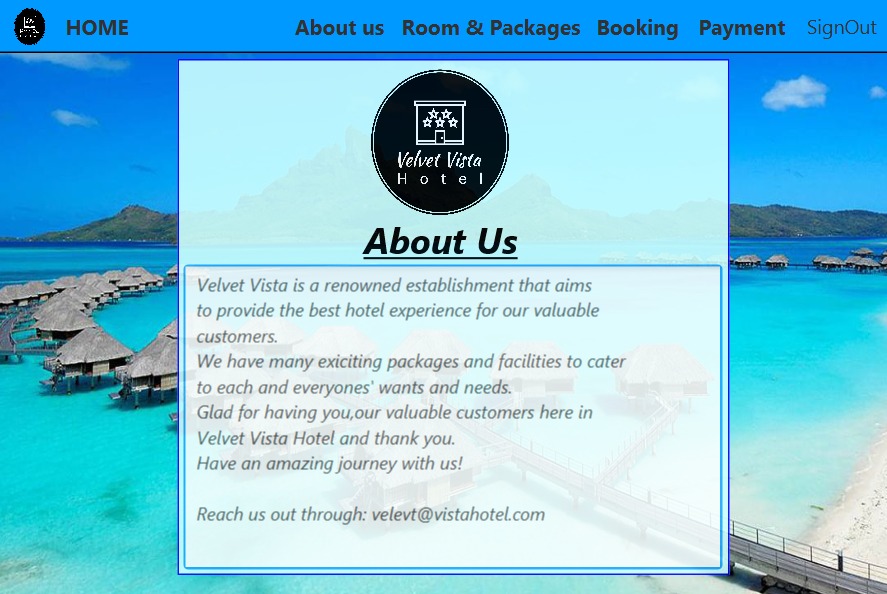 HOME About us Room & Packages Booking Payment SignOut
Velvet Vista
Hotel
About Us
Velvet Vista is a renowned establishment that aims
to provide the best hotel experience for our valuable
customers.
We have many exiciting packages and facilities to cater
to each and everyones' wants and needs.
Glad for having you,our valuable customers here in
Velvet Vista Hotel and thank you.
Have an amazing journey with us!
Reach us out through: velevt@vistahotel.com